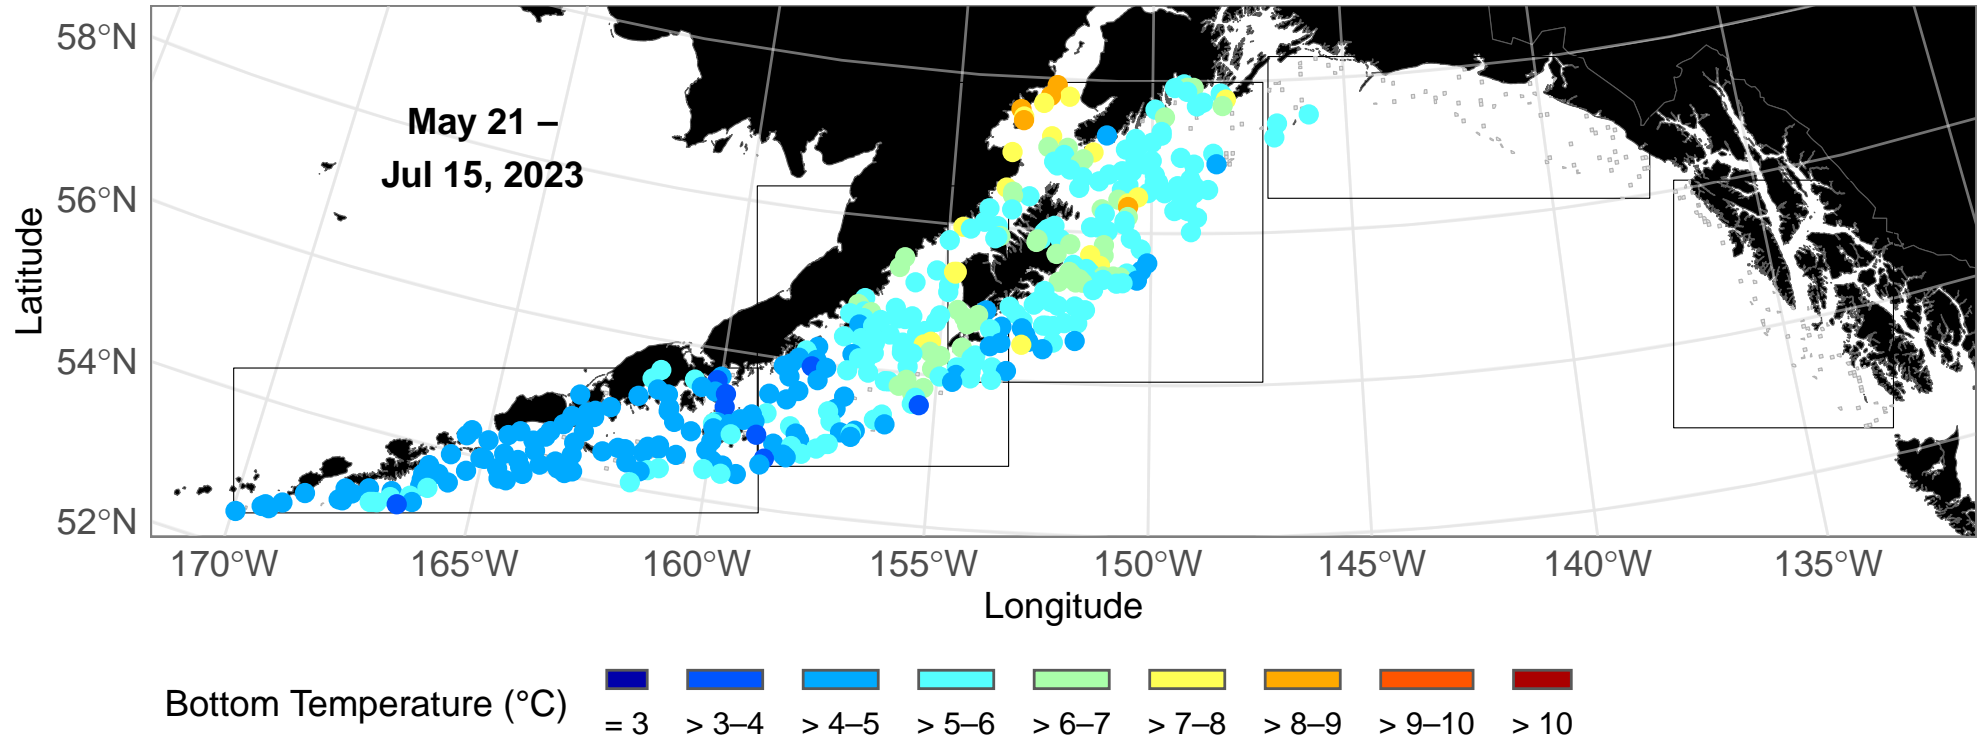 58°N
56°N
54°N
52°N
Latitude
May 21 –
Jul 15, 2023
170°W 165°W 160°W 155°W 150°W 145°W 140°W 135°W
Longitude
Bottom Temperature (°C)
= 3 > 3–4 > 4–5 > 5–6 > 6–7 > 7–8 > 8–9 > 9–10 > 10